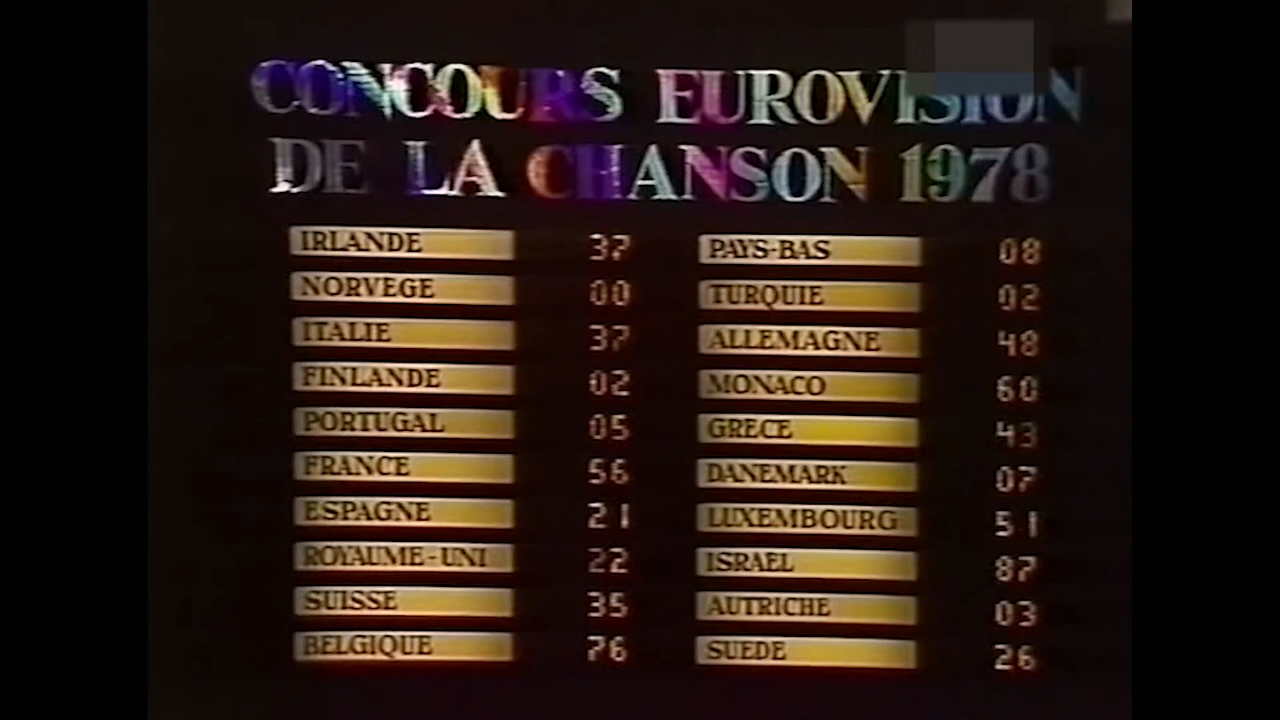 CONCOURS EUROVISION
DE LA CHANSON 1978
IRLANDE 37 PAYS-BAS 08
NORVEGE 00 TURQUIE 02
ITALIE 37 ALLEMAGNE 48
FINLANDE 02 MONACO 60
PORTUGAL 05 GRECE 43
FRANCE 56 DANEMARK 07
ESPAGNE 21 LUXEMBOURG 51
ROYAUME-UNI 22 ISRAEL 87
SUISSE 35 AUTRICHE 03
BELGIQUE 76 SUEDE 26